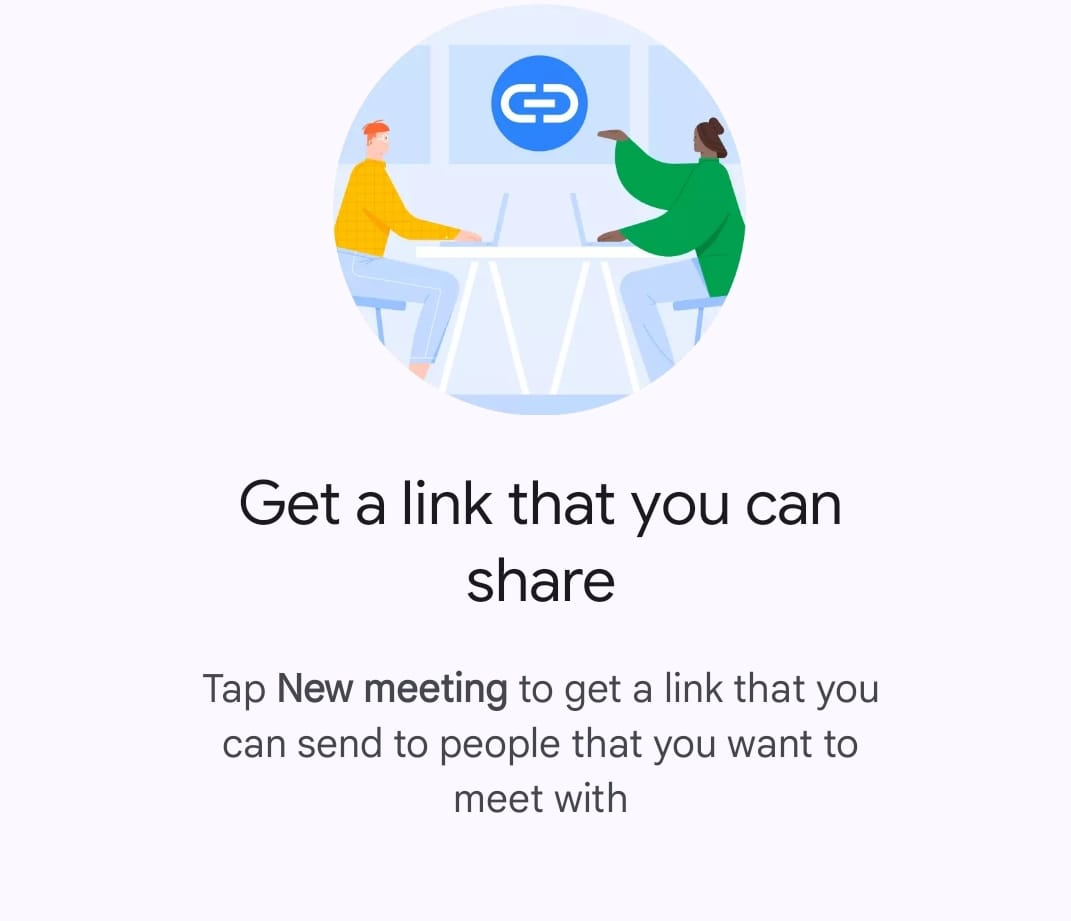 Get a link that you can
share
Tap New meeting to get a link that you
can send to people that you want to
meet with